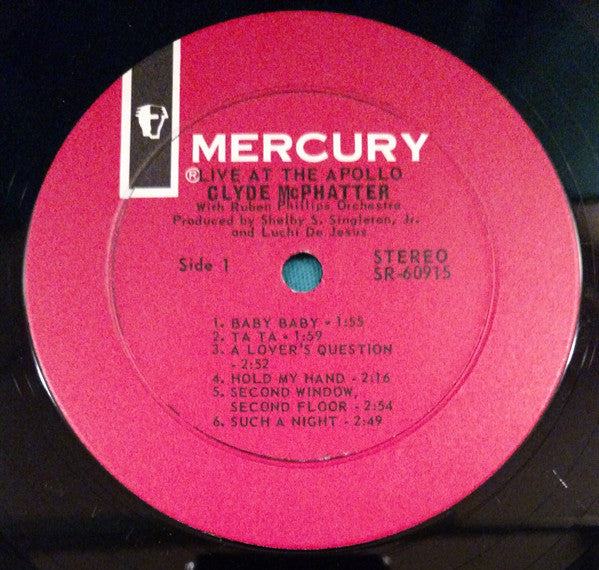 MERCURY
®LIVE AT THE APOLLO
CLYDE McPHATTER
With Ruben Phillips Orchestra
Produced by Shelby S. Singleton, Jr.
and Luchi De Jesus
Side 1
STEREO
SR-60915
1. BABY BABY - 1:55
2. TA TA - 1:59
3. A LOVER'S QUESTION
- 2:52
4. HOLD MY HAND - 2:16
5. SECOND WINDOW,
SECOND FLOOR - 2:54
6. SUCH A NIGHT - 2:49